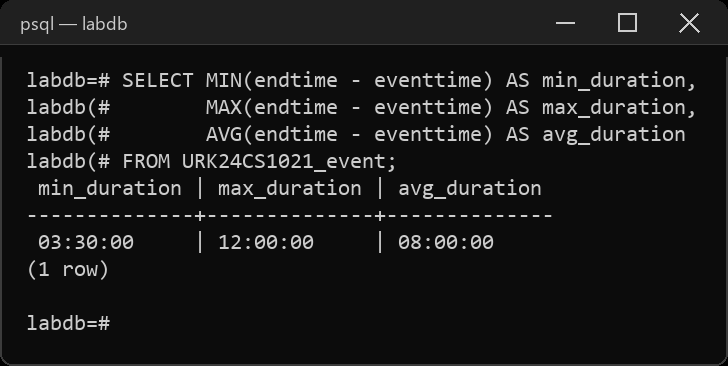 psql — labdb
labdb=# SELECT MIN(endtime - eventtime) AS min_duration,
labdb(#        MAX(endtime - eventtime) AS max_duration,
labdb(#        AVG(endtime - eventtime) AS avg_duration
labdb(# FROM URK24CS1021_event;
 min_duration | max_duration | avg_duration
--------------+--------------+--------------
 03:30:00     | 12:00:00     | 08:00:00
(1 row)

labdb=#